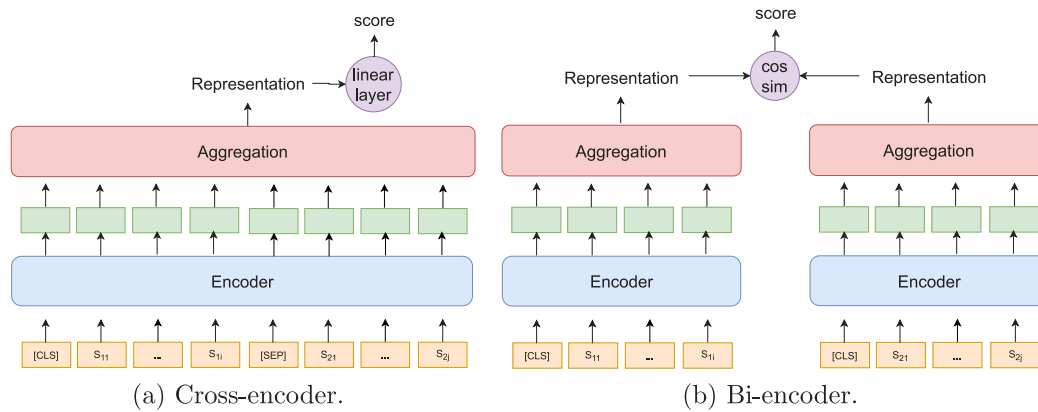 score
linear
layer
Representation
Aggregation
Encoder
[CLS] S11 ... S1i [SEP] S21 ... S2j
(a) Cross-encoder.
score
cos
sim
Representation Representation
Aggregation Aggregation
Encoder Encoder
[CLS] S11 ... S1i [CLS] S21 ... S2j
(b) Bi-encoder.